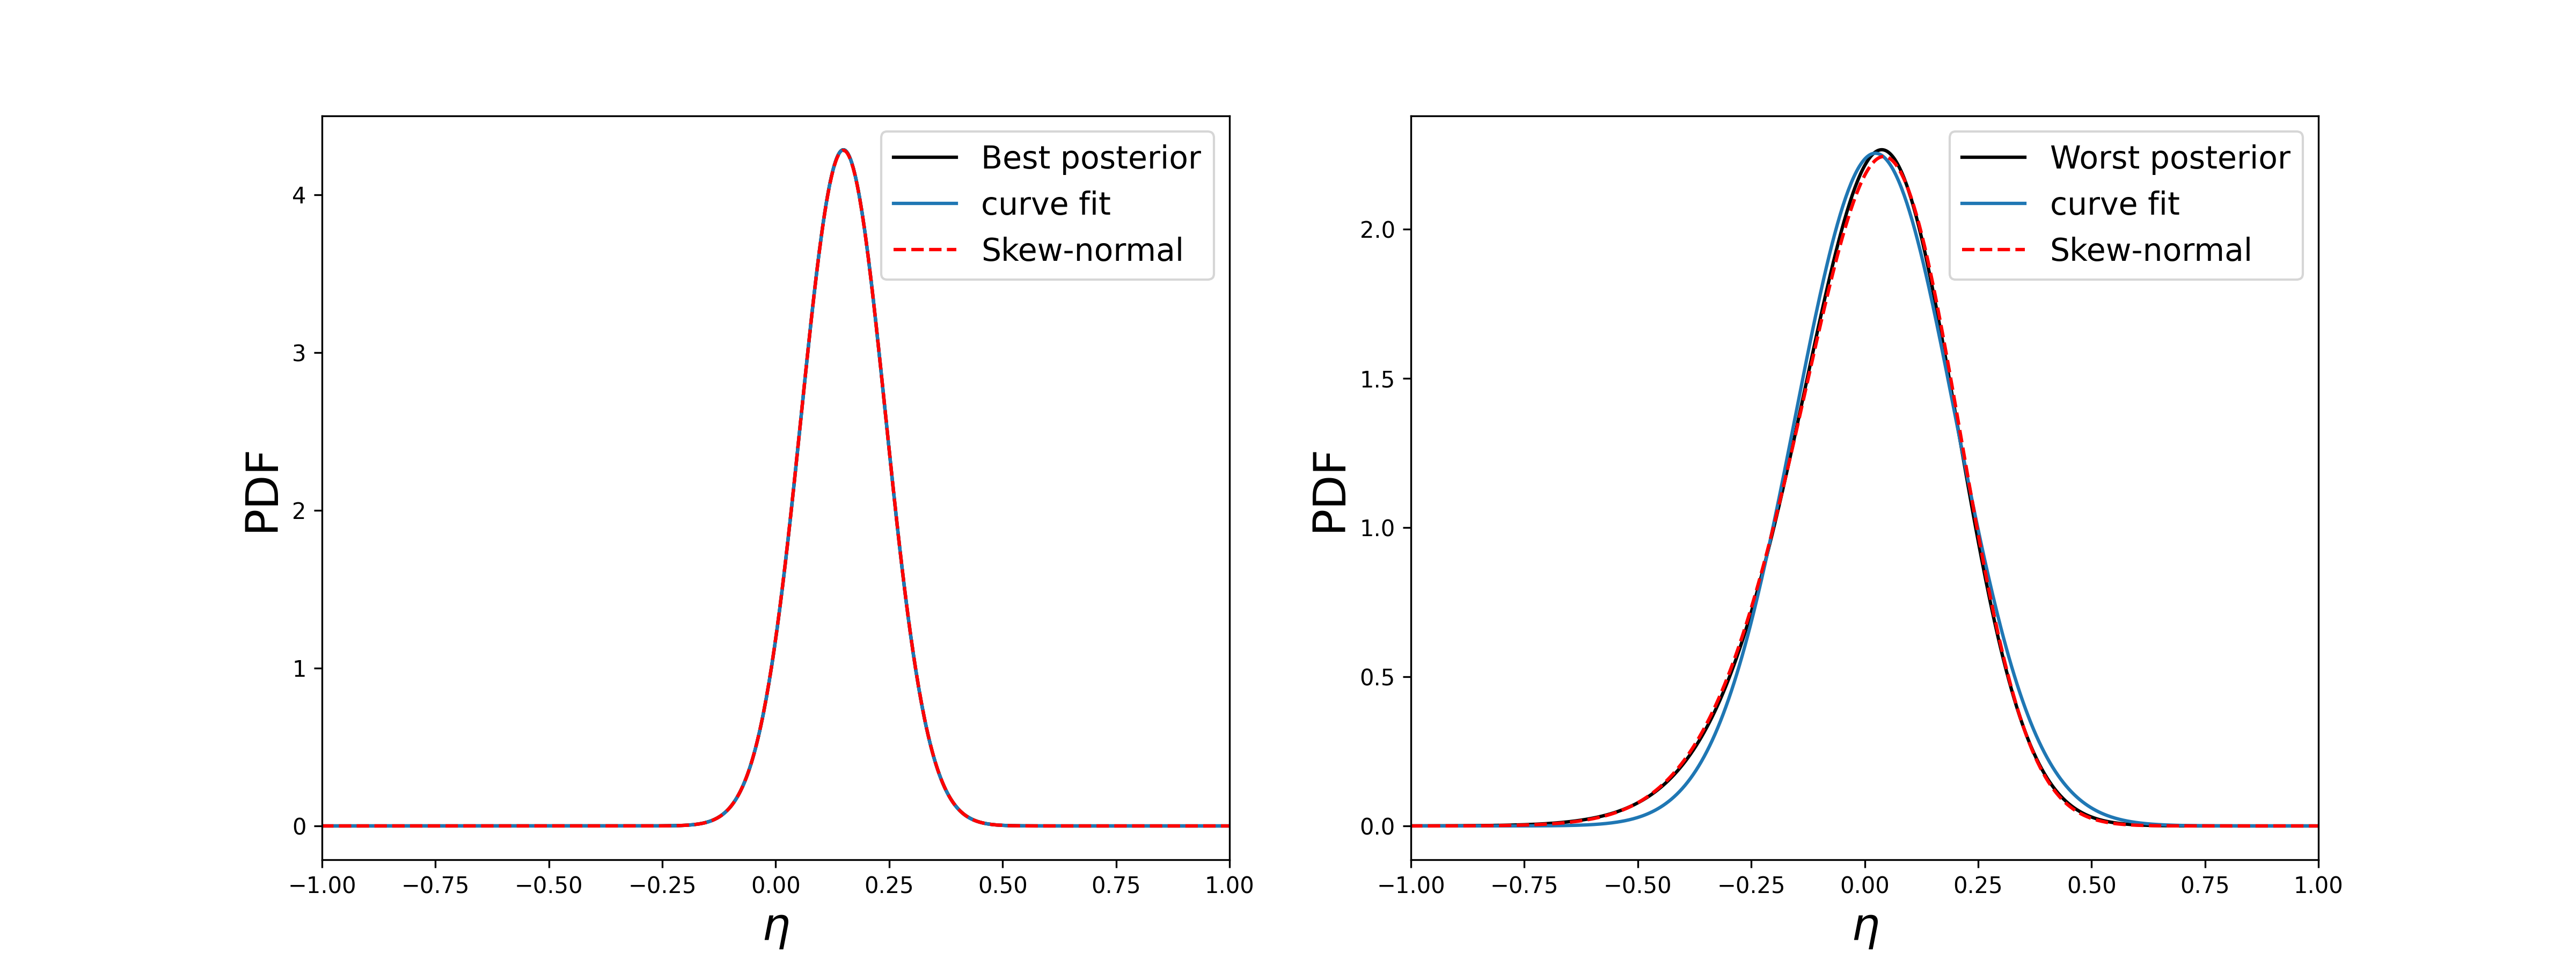 Best posterior
curve fit
Skew-normal
PDF
4
3
2
1
0
−1.00 −0.75 −0.50 −0.25 0.00 0.25 0.50 0.75 1.00
η
Worst posterior
curve fit
Skew-normal
PDF
2.0
1.5
1.0
0.5
0.0
−1.00 −0.75 −0.50 −0.25 0.00 0.25 0.50 0.75 1.00
η